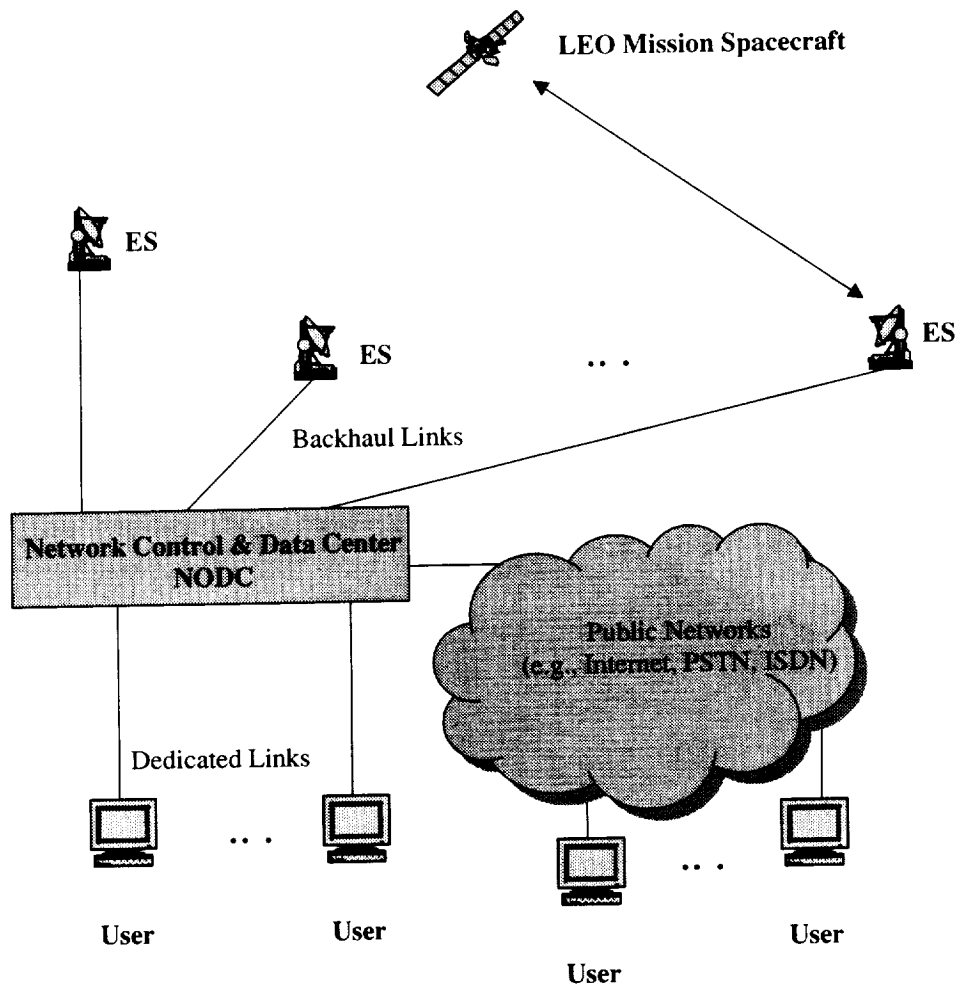 LEO Mission Spacecraft
ES
ES
. . .
ES
Backhaul Links
Network Control & Data Center
NODC
Public Networks
(e.g., Internet, PSTN, ISDN)
Dedicated Links
. . .
. . .
User
User
User
User